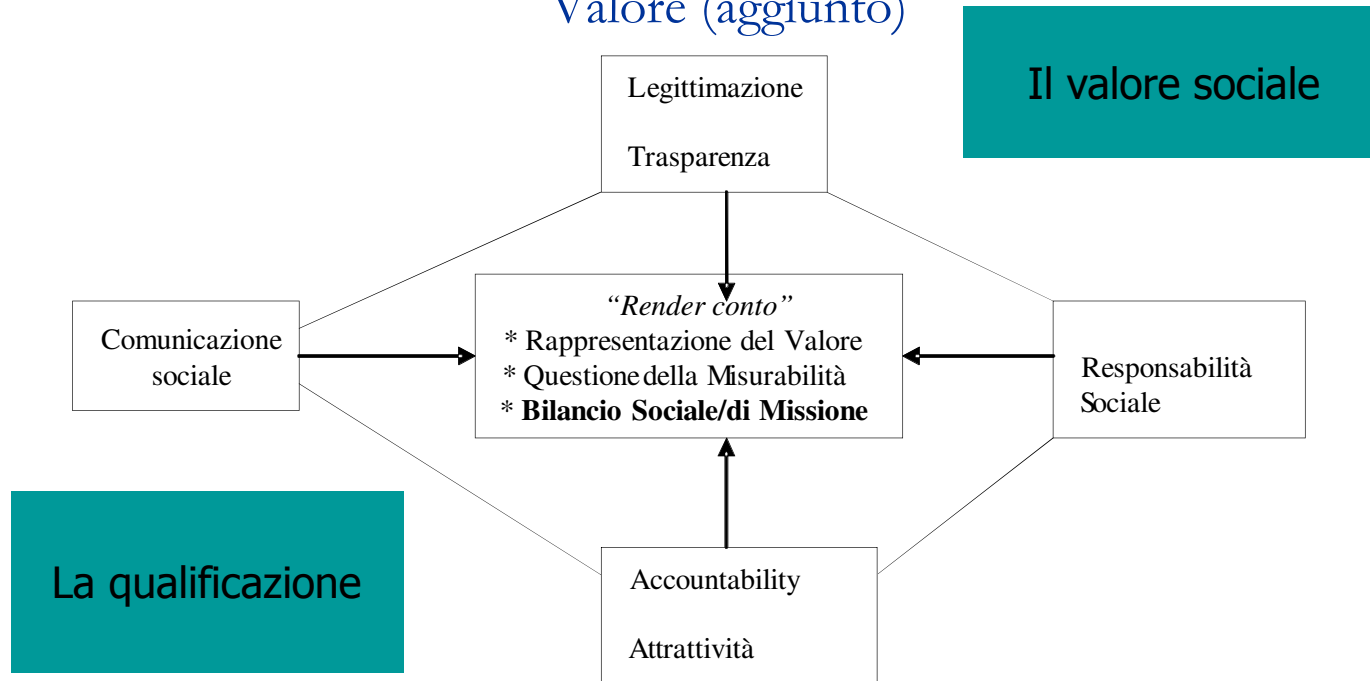 Valore (aggiunto)
Il valore sociale
Legittimazione
Trasparenza
Comunicazione
sociale
“Render conto”
* Rappresentazione del Valore
* Questione della Misurabilità
* Bilancio Sociale/di Missione
Responsabilità
Sociale
La qualificazione
Accountability
Attrattività